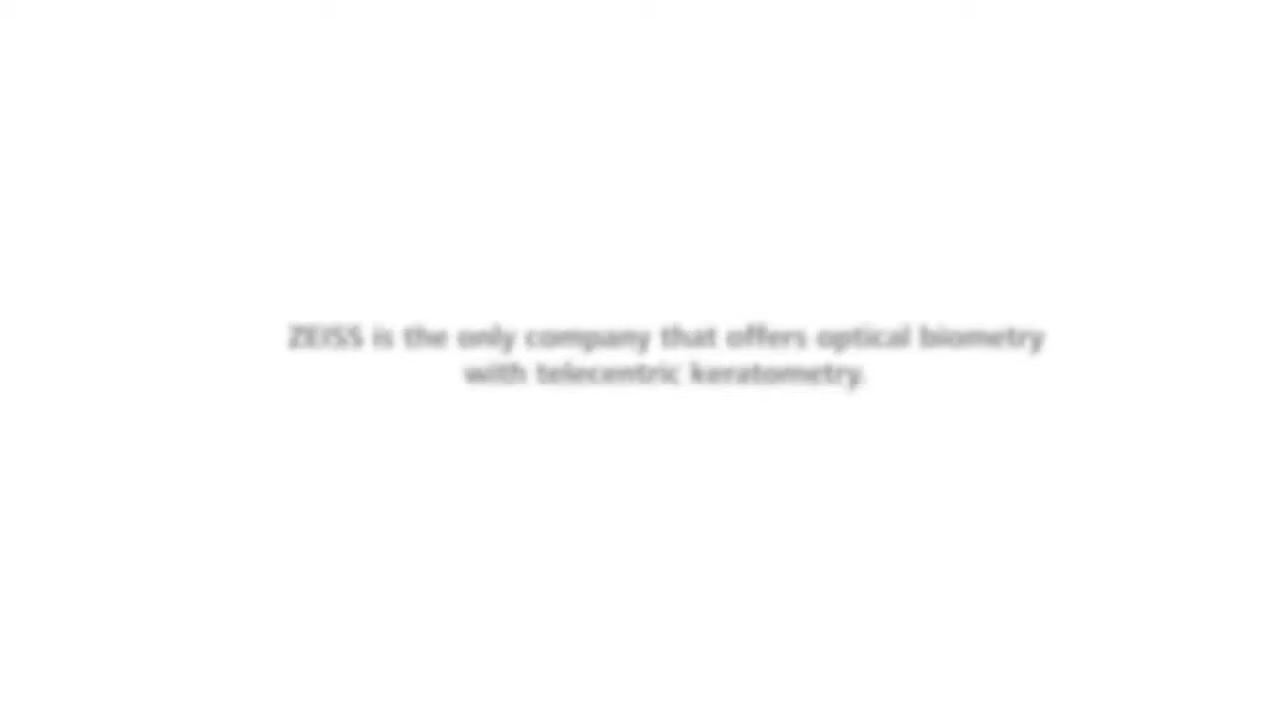 ZEISS is the only company that offers optical biometry
with telecentric keratometry.